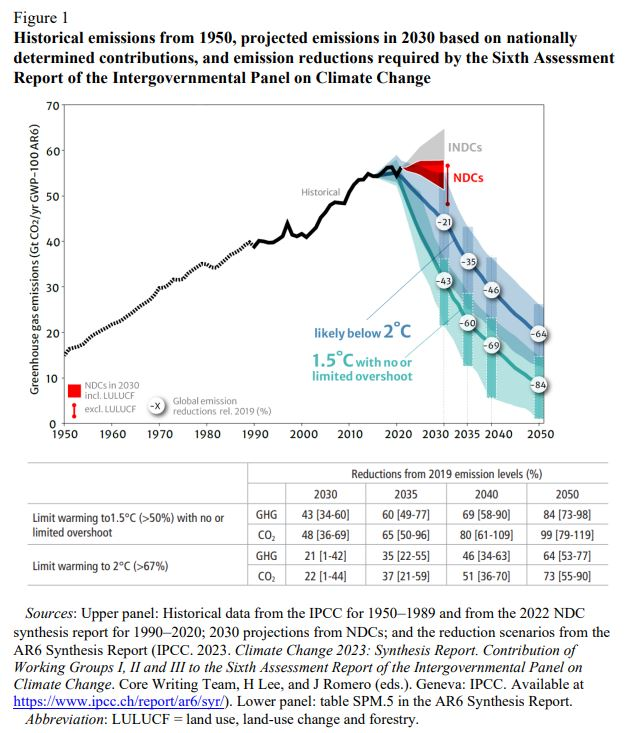 Figure 1
Historical emissions from 1950, projected emissions in 2030 based on nationally
determined contributions, and emission reductions required by the Sixth Assessment
Report of the Intergovernmental Panel on Climate Change
Greenhouse gas emissions (Gt CO₂/yr GWP–100 AR6)
70
60
50
40
30
20
10
0
INDCs
NDCs
Historical
-21
-35
-46
-64
-43
-60
-69
-84
likely below 2°C
1.5°C with no or
limited overshoot
NDCs in 2030
incl. LULUCF
excl. LULUCF
-X
Global emission
reductions rel. 2019 (%)
1950 1960 1970 1980 1990 2000 2010 2020 2030 2035 2040 2050
Reductions from 2019 emission levels (%)
2030 2035 2040 2050
Limit warming to1.5°C (>50%) with no or
limited overshoot
GHG 43 [34-60] 60 [49-77] 69 [58-90] 84 [73-98]
CO₂ 48 [36-69] 65 [50-96] 80 [61-109] 99 [79-119]
Limit warming to 2°C (>67%)
GHG 21 [1-42] 35 [22-55] 46 [34-63] 64 [53-77]
CO₂ 22 [1-44] 37 [21-59] 51 [36-70] 73 [55-90]
Sources: Upper panel: Historical data from the IPCC for 1950–1989 and from the 2022 NDC
synthesis report for 1990–2020; 2030 projections from NDCs; and the reduction scenarios from the
AR6 Synthesis Report (IPCC. 2023. Climate Change 2023: Synthesis Report. Contribution of
Working Groups I, II and III to the Sixth Assessment Report of the Intergovernmental Panel on
Climate Change. Core Writing Team, H Lee, and J Romero (eds.). Geneva: IPCC. Available at
https://www.ipcc.ch/report/ar6/syr/). Lower panel: table SPM.5 in the AR6 Synthesis Report.
Abbreviation: LULUCF = land use, land-use change and forestry.